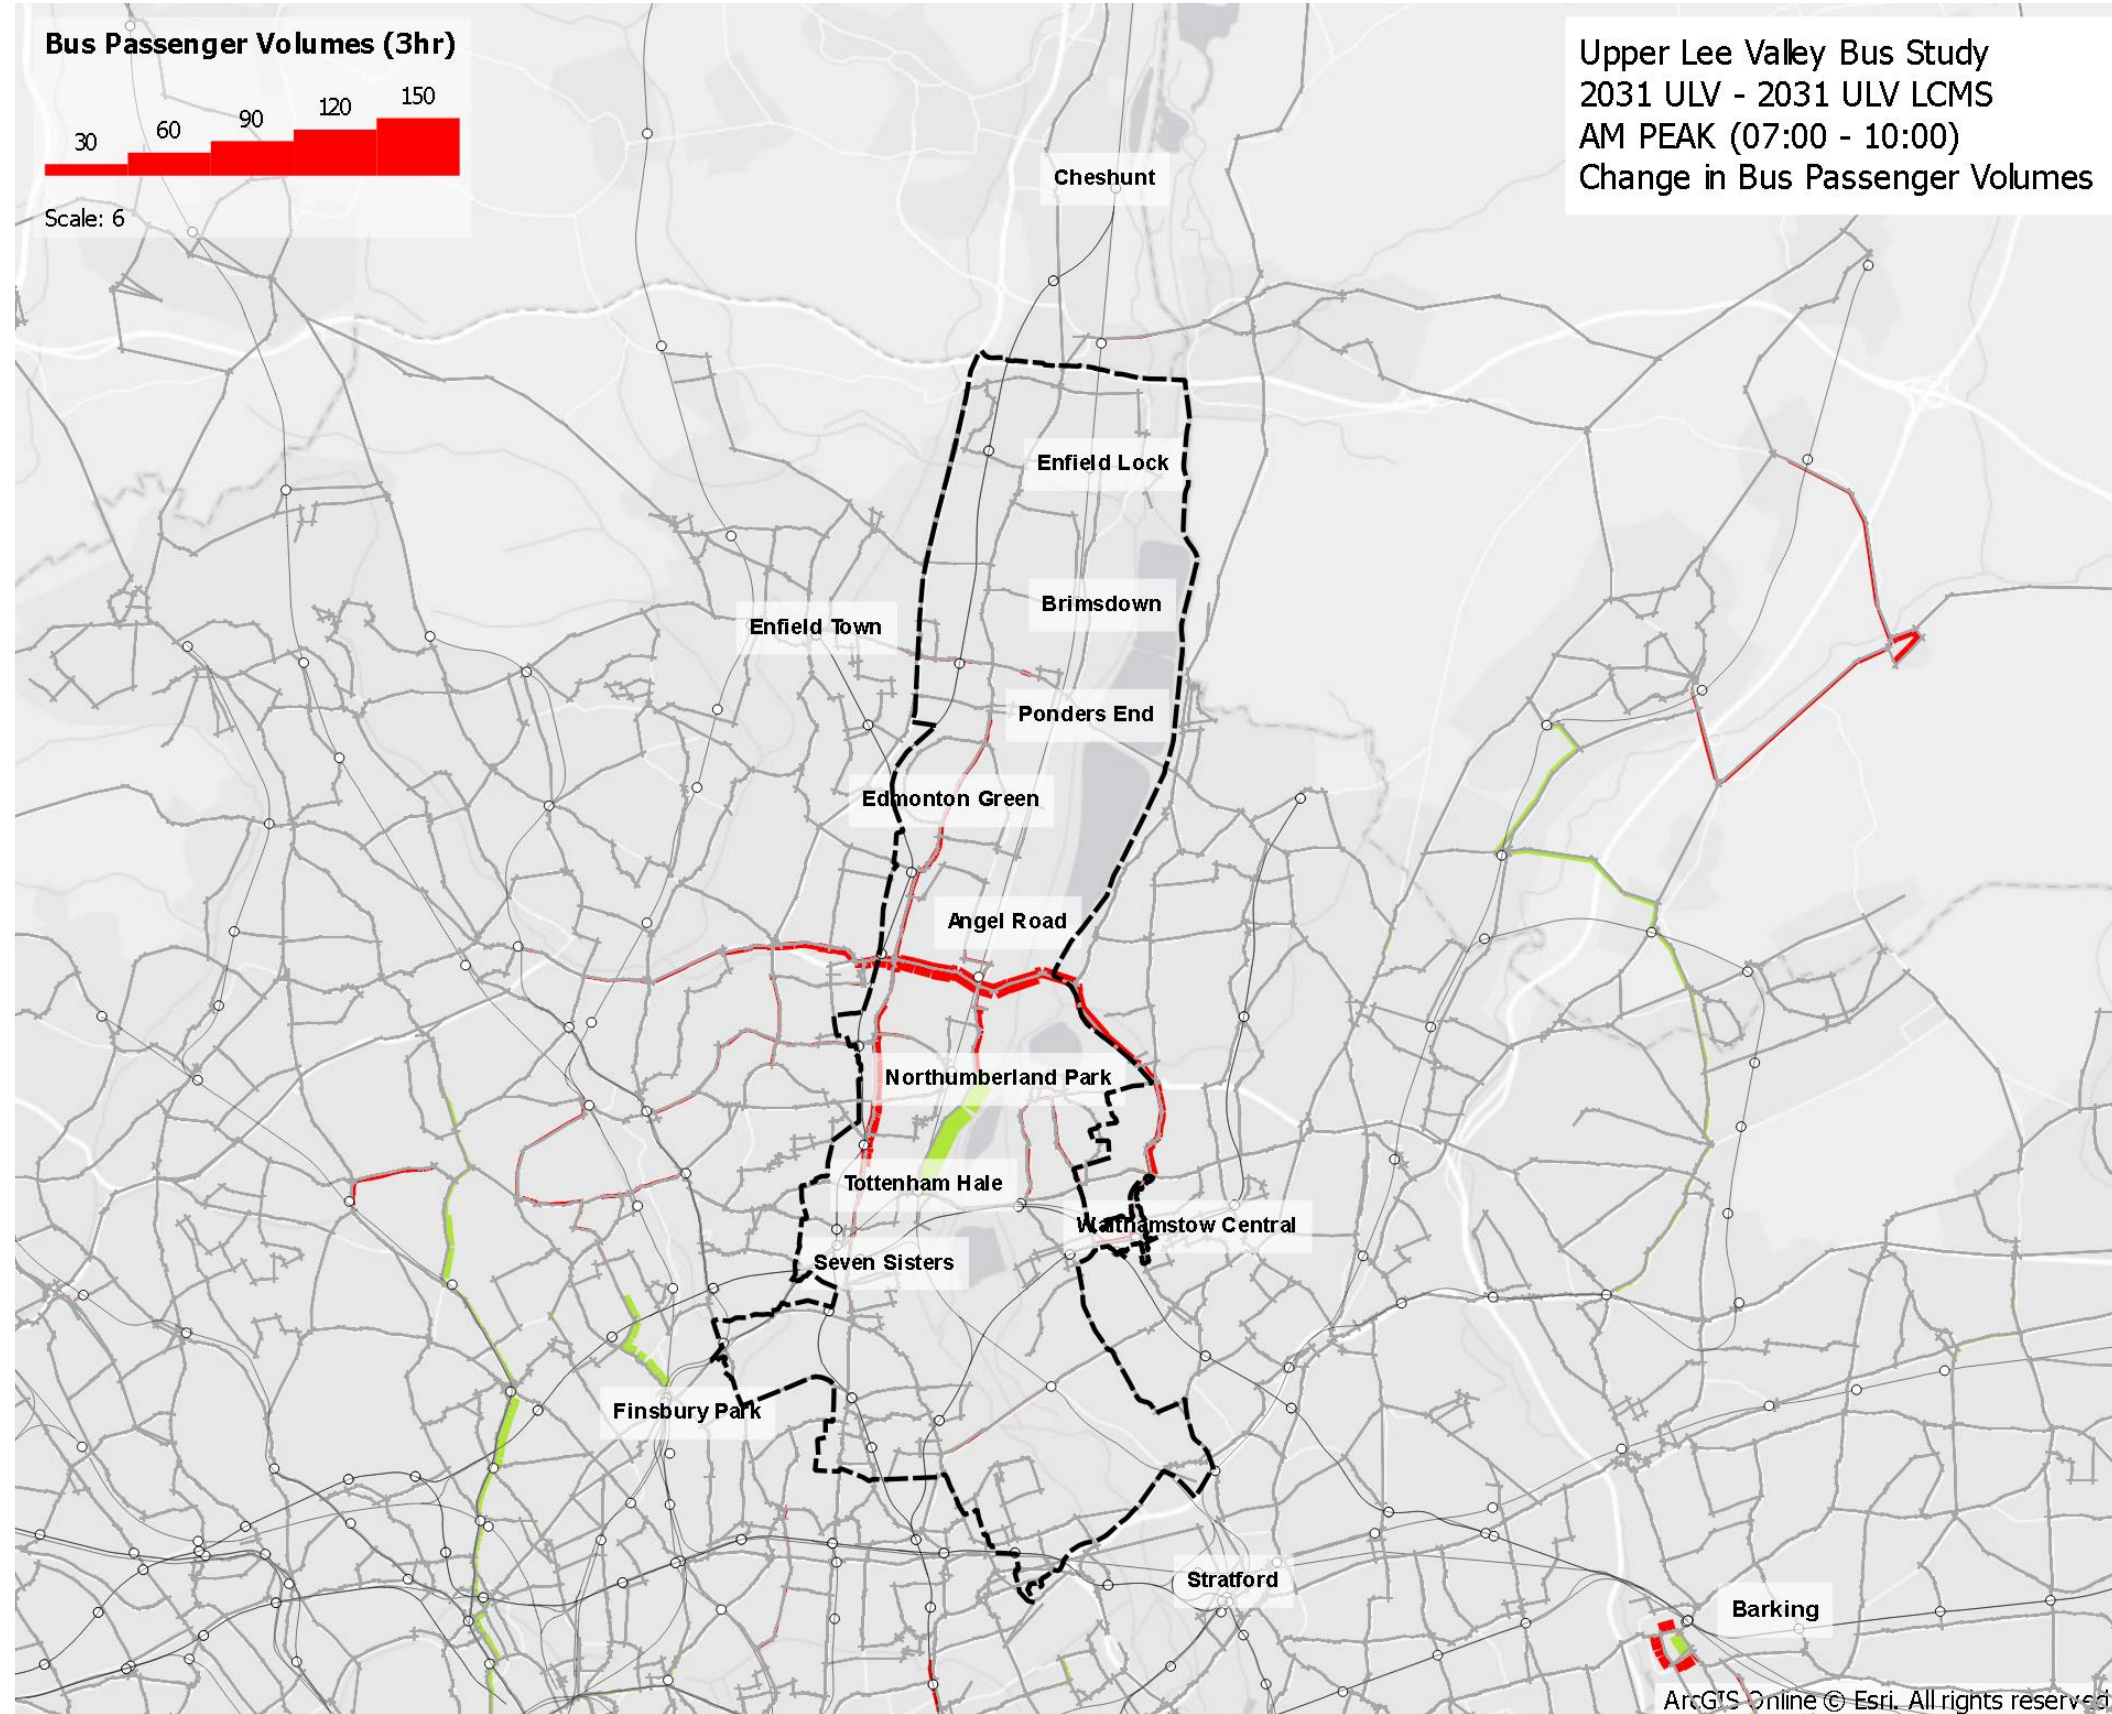 Bus Passenger Volumes (3hr)
30
60
90
120
150
Scale: 6
Upper Lee Valley Bus Study
2031 ULV - 2031 ULV LCMS
AM PEAK (07:00 - 10:00)
Change in Bus Passenger Volumes
Cheshunt
Enfield Lock
Brimsdown
Enfield Town
Ponders End
Edmonton Green
Angel Road
Northumberland Park
Tottenham Hale
Walthamstow Central
Seven Sisters
Finsbury Park
Stratford
Barking
ArcGIS Online © Esri. All rights reserved